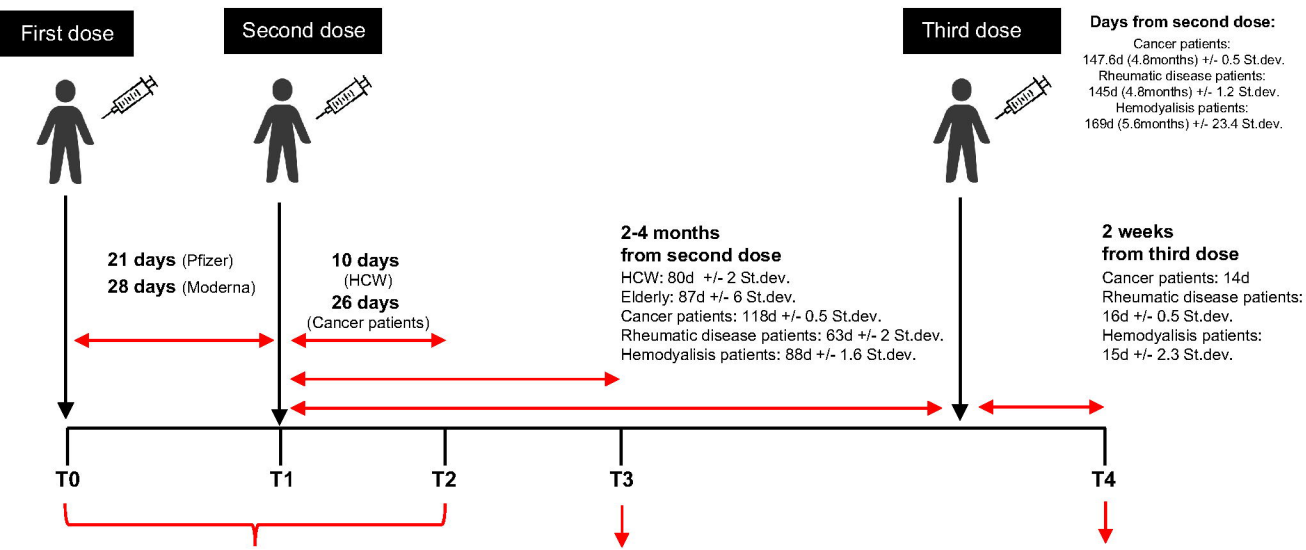 First dose
Second dose
Third dose
Days from second dose:
Cancer patients:
147.6d (4.8months) +/- 0.5 St.dev.
Rheumatic disease patients:
145d (4.8months) +/- 1.2 St.dev.
Hemodyalisis patients:
169d (5.6months) +/- 23.4 St.dev.
21 days (Pfizer)
28 days (Moderna)
10 days
(HCW)
26 days
(Cancer patients)
2-4 months
from second dose
HCW: 80d +/- 2 St.dev.
Elderly: 87d +/- 6 St.dev.
Cancer patients: 118d +/- 0.5 St.dev.
Rheumatic disease patients: 63d +/- 2 St.dev.
Hemodyalisis patients: 88d +/- 1.6 St.dev.
2 weeks
from third dose
Cancer patients: 14d
Rheumatic disease patients:
16d +/- 0.5 St.dev.
Hemodyalisis patients:
15d +/- 2.3 St.dev.
T0
T1
T2
T3
T4